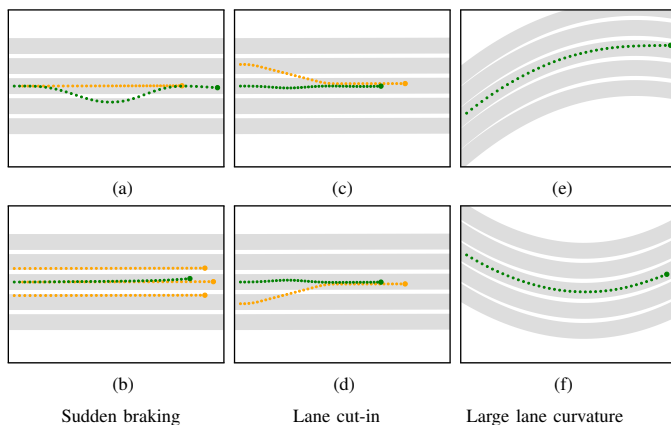 (a) (c) (e)
(b) (d) (f)
Sudden braking Lane cut-in Large lane curvature